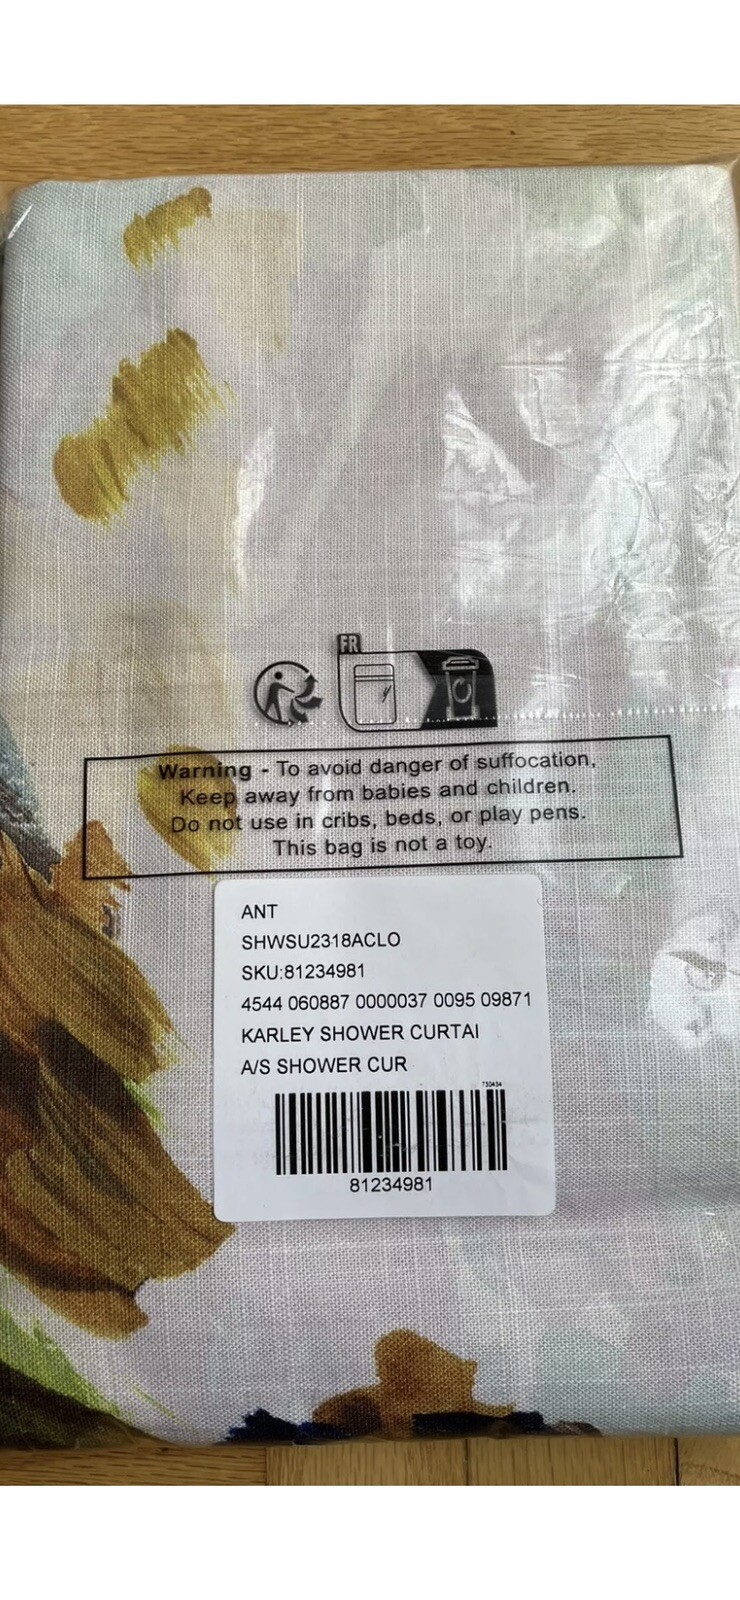 FR
Warning - To avoid danger of suffocation,
Keep away from babies and children.
Do not use in cribs, beds, or play pens.
This bag is not a toy.
ANT
SHWSU2318ACLO
SKU:81234981
4544 060887 0000037 0095 09871
KARLEY SHOWER CURTAI
A/S SHOWER CUR
730434
81234981